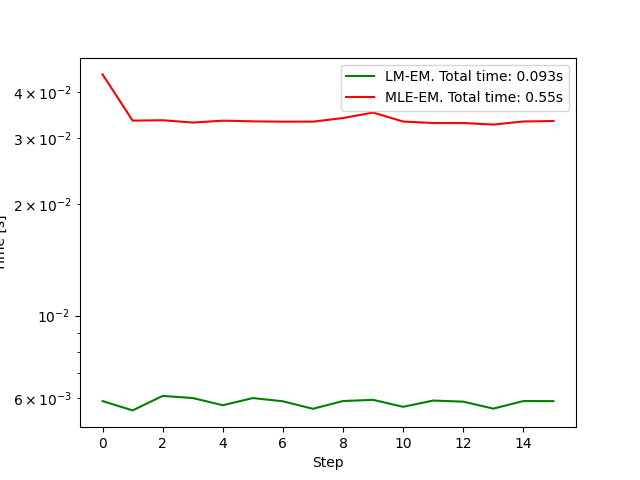 LM-EM. Total time: 0.093s
MLE-EM. Total time: 0.55s
4 × 10⁻²
3 × 10⁻²
2 × 10⁻²
10⁻²
6 × 10⁻³
[s]
0 2 4 6 8 10 12 14
Step